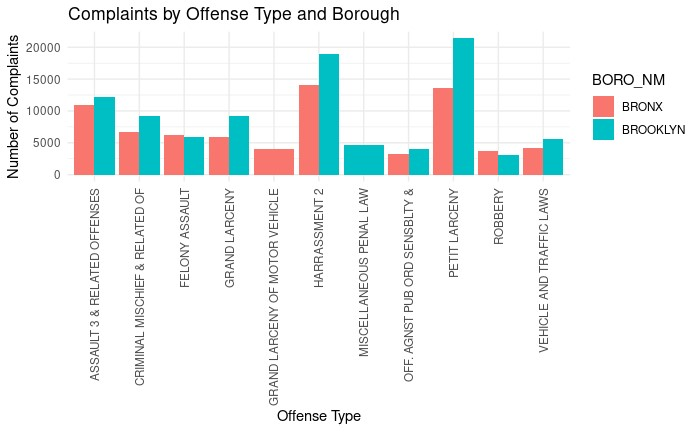 Complaints by Offense Type and Borough
Number of Complaints
20000
15000
10000
5000
0
ASSAULT 3 & RELATED OFFENSES
CRIMINAL MISCHIEF & RELATED OF
FELONY ASSAULT
GRAND LARCENY
GRAND LARCENY OF MOTOR VEHICLE
HARRASSMENT 2
MISCELLANEOUS PENAL LAW
OFF. AGNST PUB ORD SENSBLTY &
PETIT LARCENY
ROBBERY
VEHICLE AND TRAFFIC LAWS
Offense Type
BORO_NM
BRONX
BROOKLYN